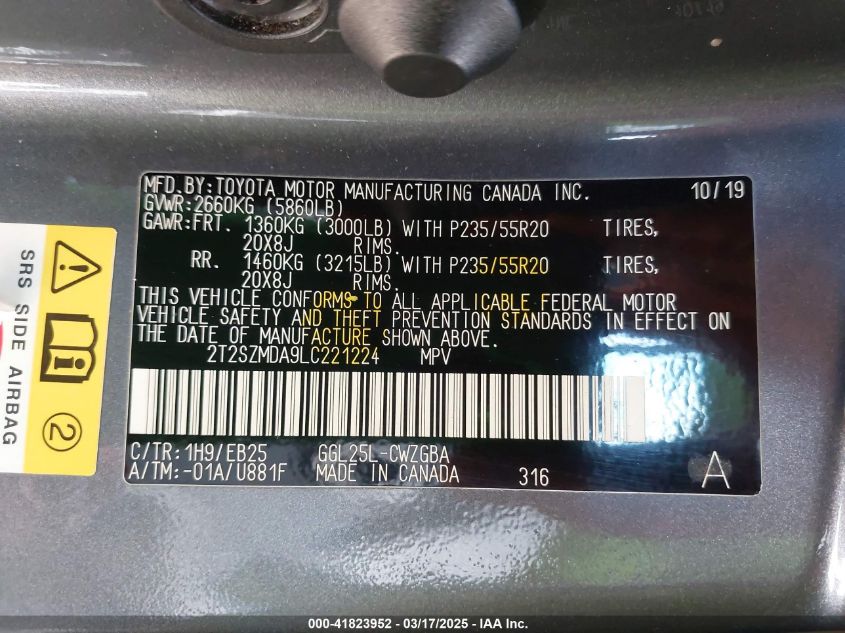 MFD.BY:TOYOTA MOTOR MANUFACTURING CANADA INC. 10/19
GVWR:2660KG (5860LB)
GAWR:FRT. 1360KG (3000LB) WITH P235/55R20 TIRES,
20X8J RIMS.
RR. 1460KG (3215LB) WITH P235/55R20 TIRES,
20X8J RIMS.
THIS VEHICLE CONFORMS TO ALL APPLICABLE FEDERAL MOTOR
VEHICLE SAFETY AND THEFT PREVENTION STANDARDS IN EFFECT ON
THE DATE OF MANUFACTURE SHOWN ABOVE.
2T2SZMDA9LC221224 MPV
C/TR:1H9/EB25 GGL25L-CWZGBA
A/TM:-01A/U881F MADE IN CANADA 316 A
SRS SIDE AIRBAG
2
000-41823952 - 03/17/2025 - IAA Inc.